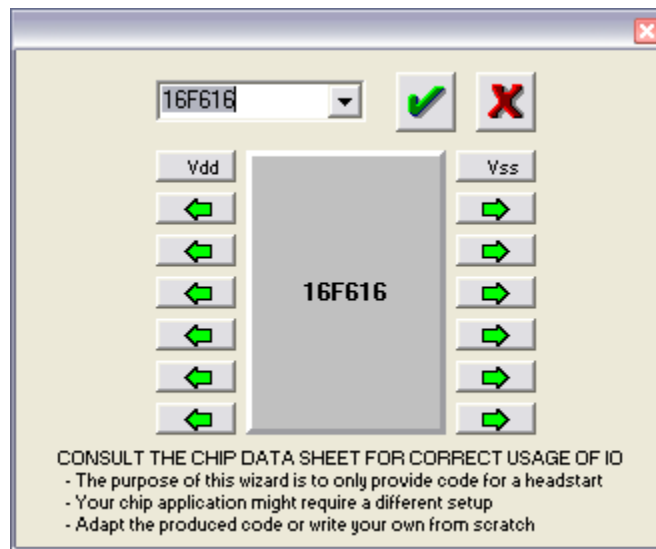 16F616
Vdd
Vss
16F616
CONSULT THE CHIP DATA SHEET FOR CORRECT USAGE OF IO
- The purpose of this wizard is to only provide code for a headstart
- Your chip application might require a different setup
- Adapt the produced code or write your own from scratch